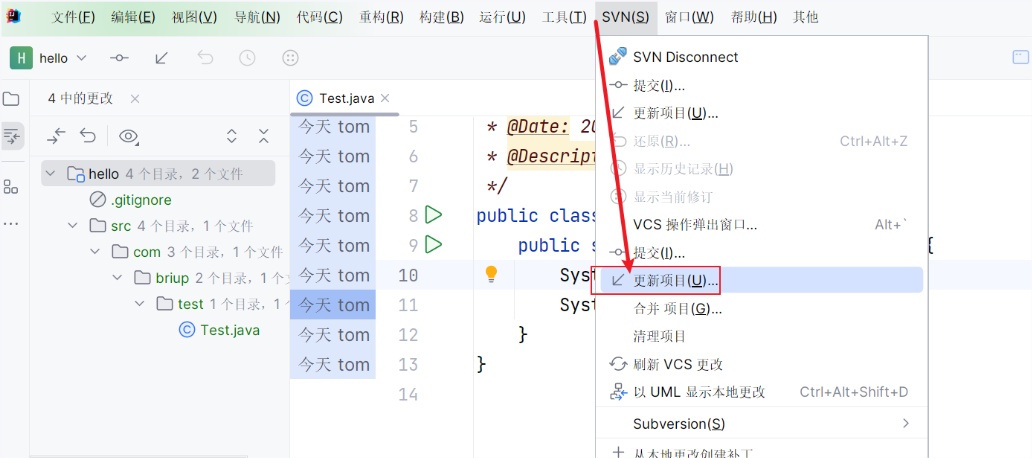 文件(F) 编辑(E) 视图(V) 导航(N) 代码(C) 重构(R) 构建(B) 运行(U) 工具(T) SVN(S) 窗口(W) 帮助(H) 其他
H hello
4 中的更改
hello 4 个目录，2 个文件
.gitignore
src 4 个目录，1 个文件
com 3 个目录，1 个文件
briup 2 个目录，1 个
test 1 个目录，1
Test.java
Test.java
今天 tom 5 * @Date: 20
今天 tom 6 * @Descript
今天 tom 7 */
今天 tom 8 public class
今天 tom 9 public s {
今天 tom 10 Syst
今天 tom 11 Syst
今天 tom 12 }
今天 tom 13 }
14
SVN Disconnect
提交(I)...
更新项目(U)...
还原(R)... Ctrl+Alt+Z
显示历史记录(H)
显示当前修订
VCS 操作弹出窗口... Alt+`
提交(I)...
更新项目(U)...
合并 项目(G)...
清理项目
刷新 VCS 更改
以 UML 显示本地更改 Ctrl+Alt+Shift+D
Subversion(S)
从本地更改创建补丁